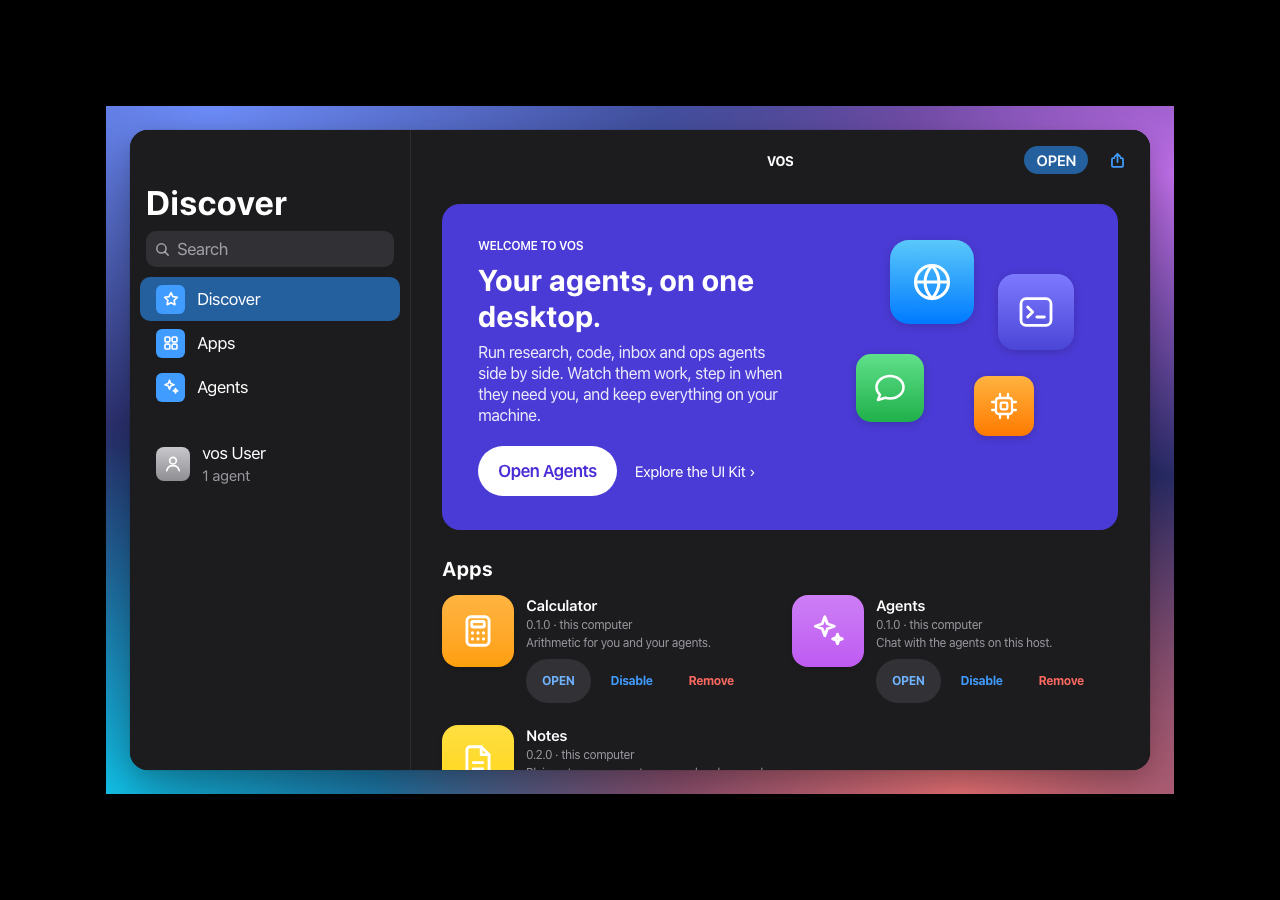 VOS
OPEN
Discover
Search
Discover
Apps
Agents
vos User
1 agent
WELCOME TO VOS
Your agents, on one
desktop.
Run research, code, inbox and ops agents
side by side. Watch them work, step in when
they need you, and keep everything on your
machine.
Open Agents
Explore the UI Kit ›
Apps
Calculator
0.1.0 · this computer
Arithmetic for you and your agents.
OPEN Disable Remove
Agents
0.1.0 · this computer
Chat with the agents on this host.
OPEN Disable Remove
Notes
0.2.0 · this computer